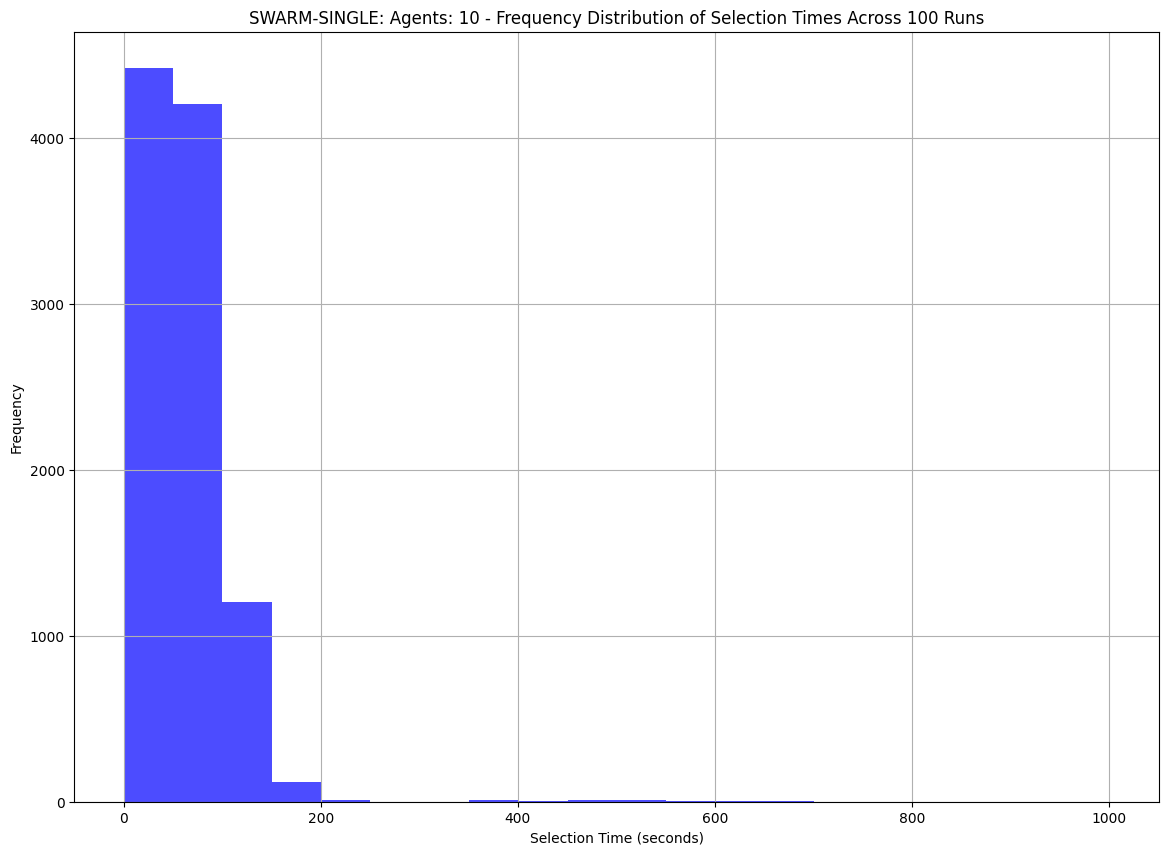 SWARM-SINGLE: Agents: 10 - Frequency Distribution of Selection Times Across 100 Runs
Frequency
4000
3000
2000
1000
0
0 200 400 600 800 1000
Selection Time (seconds)